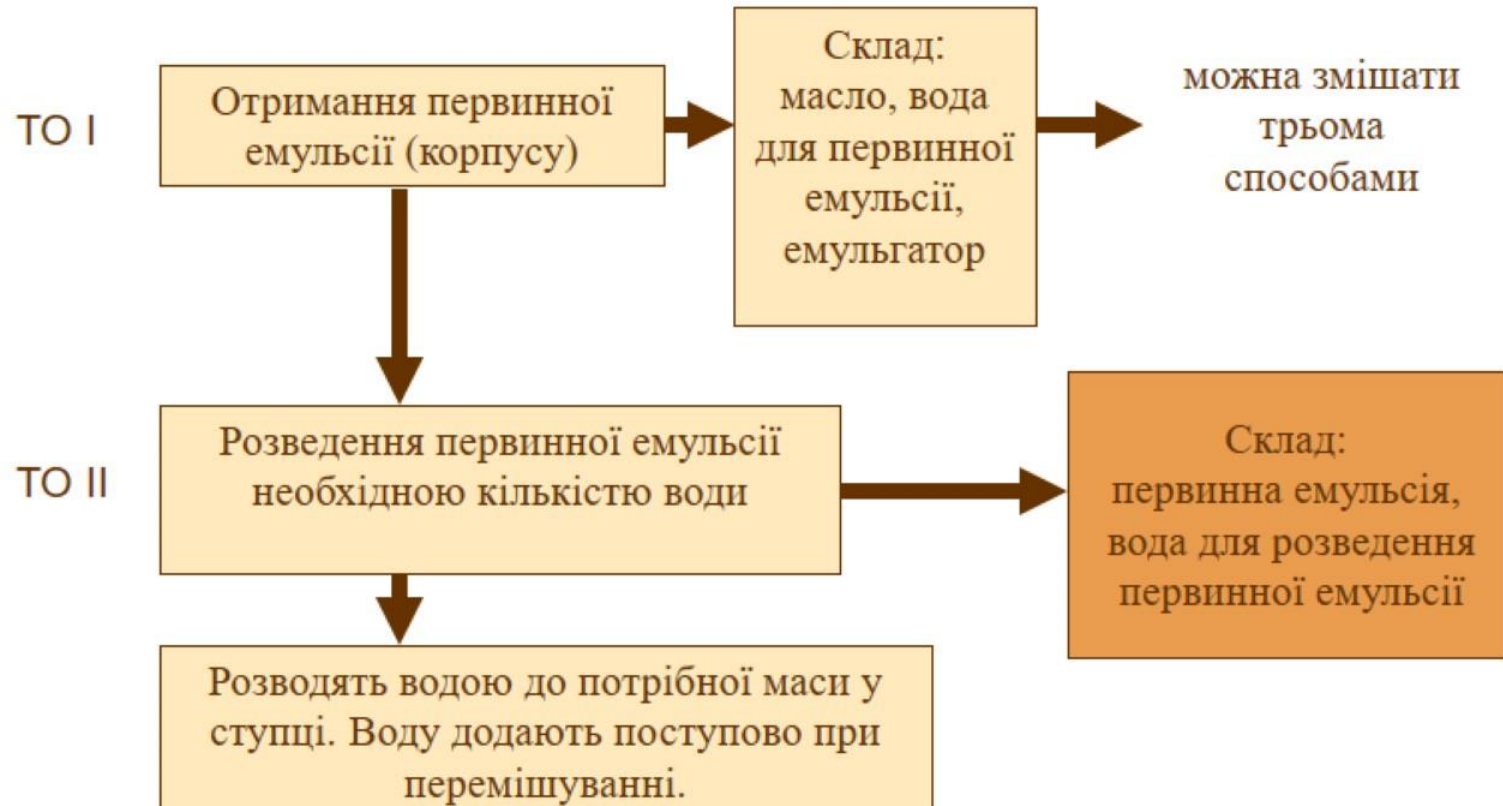 ТО І
Отримання первинної
емульсії (корпусу)
Склад:
масло, вода
для первинної
емульсії,
емульгатор
можна змішати
трьома
способами
ТО ІІ
Розведення первинної емульсії
необхідною кількістю води
Склад:
первинна емульсія,
вода для розведення
первинної емульсії
Розводять водою до потрібної маси у
ступці. Воду додають поступово при
перемішуванні.